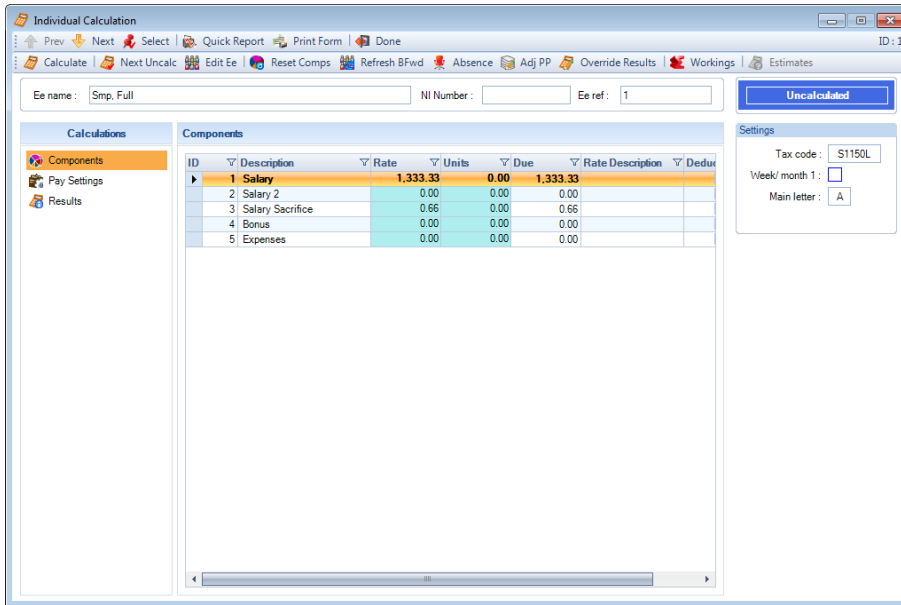 Individual Calculation
Prev Next Select Quick Report Print Form Done ID : 1
Calculate Next Uncalc Edit Ee Reset Comps Refresh BFwd Absence Adj PP Override Results Workings Estimates
Ee name : Smp, Full NI Number : Ee ref : 1 Uncalculated
Calculations
Components
Pay Settings
Results
Components
ID Description Rate Units Due Rate Description Deduc
1 Salary 1,333.33 0.00 1,333.33
2 Salary 2 0.00 0.00 0.00
3 Salary Sacrifice 0.66 0.00 0.66
4 Bonus 0.00 0.00 0.00
5 Expenses 0.00 0.00 0.00
Settings
Tax code : S1150L
Week/ month 1 :
Main letter : A